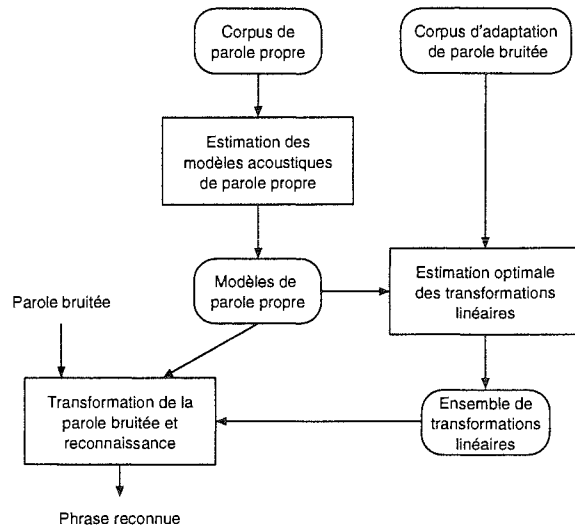 Corpus de
parole propre
Corpus d'adaptation
de parole bruitée
Estimation des
modèles acoustiques
de parole propre
Modèles de
parole propre
Estimation optimale
des transformations
linéaires
Parole bruitée
Transformation de la
parole bruitée et
reconnaissance
Ensemble de
transformations
linéaires
Phrase reconnue